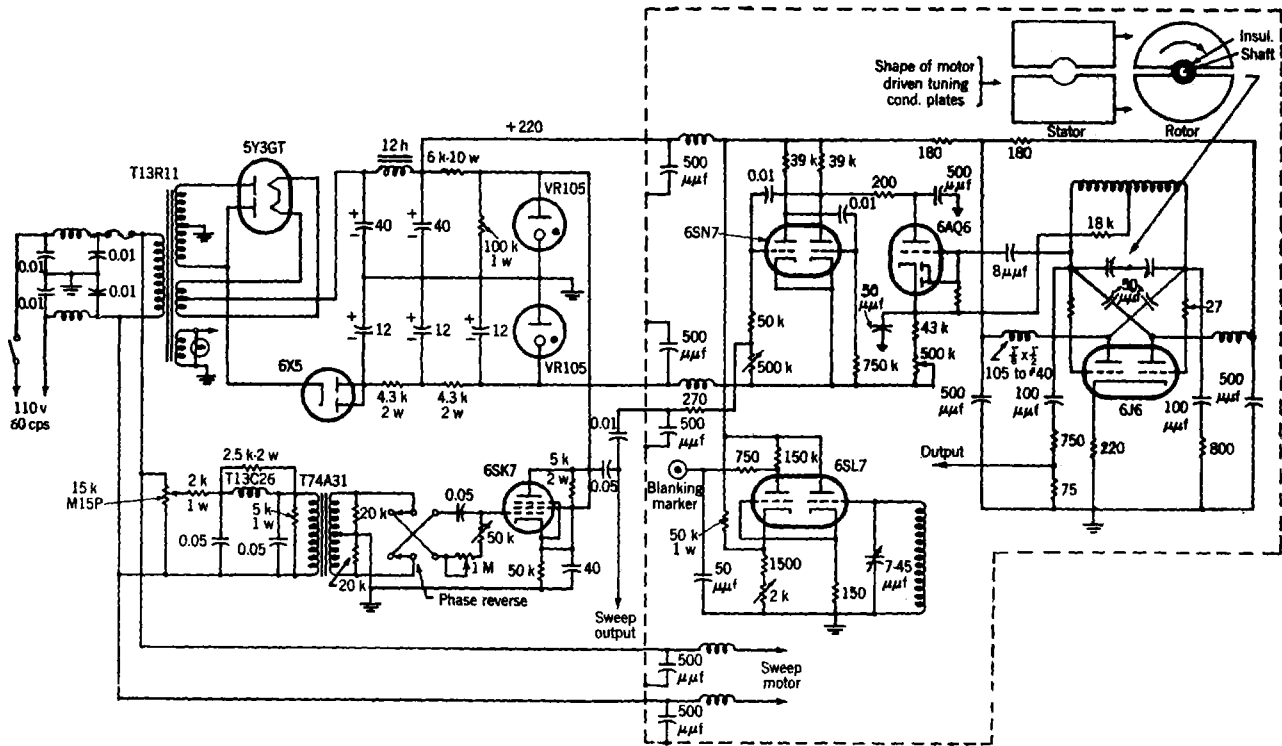 Shape of motor
driven tuning
cond. plates
Insul.
Shaft
Stator
Rotor
T13R11
5Y3GT
12 h
6 k-10 w
+220
VR105
500
μμf
39 k
39 k
180
180
0.01
200
500
μμf
0.01
6SN7
6AQ6
18 k
8 μμf
0.01
0.01
0.01
0.01
+
40
-
+
40
-
100 k
1 w
+
12
-
+
12
-
+
12
-
VR105
500
μμf
50 k
500 k
50
μμf
43 k
750 k
500 k
50
μμf
27
105
to #40
6J6
6X5
4.3 k
2 w
4.3 k
2 w
110 v
60 cps
0.01
500
μμf
270
500
μμf
100
μμf
100
μμf
500
μμf
750
220
800
Output
75
2.5 k-2 w
T13C26
T74A31
15 k
M15P
2 k
1 w
5 k
1 w
0.05
0.05
20 k
20 k
Phase reverse
0.05
50 k
1 M
6SK7
5 k
2 w
0.05
50 k
40
Sweep
output
Blanking
marker
750
150 k
6SL7
50 k
1 w
50
μμf
1500
2 k
150
7-45
μμf
500
μμf
Sweep
motor
500
μμf